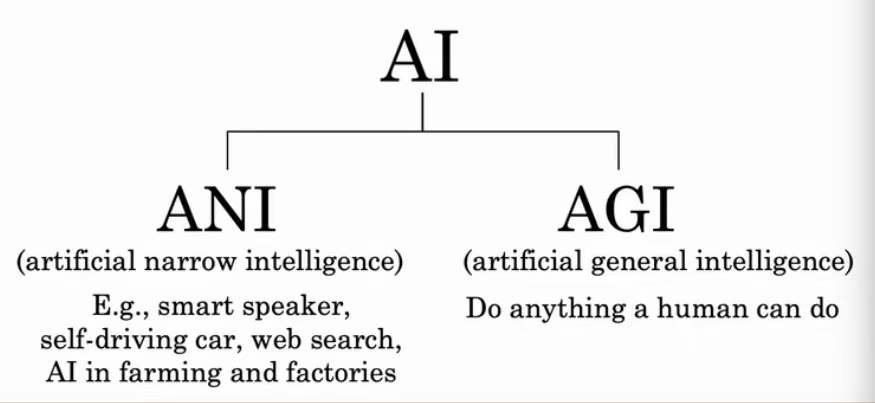 AI
ANI
(artificial narrow intelligence)
E.g., smart speaker,
self-driving car, web search,
AI in farming and factories
AGI
(artificial general intelligence)
Do anything a human can do